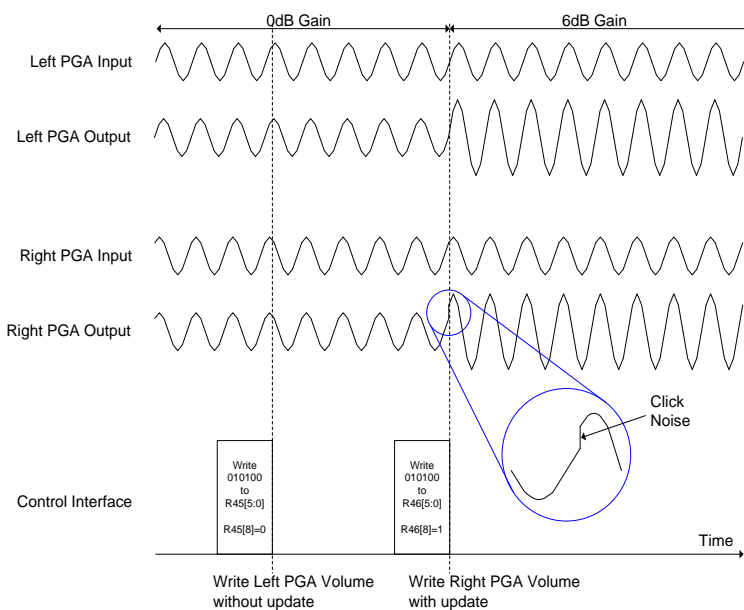 0dB Gain
6dB Gain
Left PGA Input
Left PGA Output
Right PGA Input
Right PGA Output
Click
Noise
Control Interface
Write
010100
to
R45[5:0]
R45[8]=0
Write
010100
to
R46[5:0]
R46[8]=1
Time
Write Left PGA Volume
without update
Write Right PGA Volume
with update